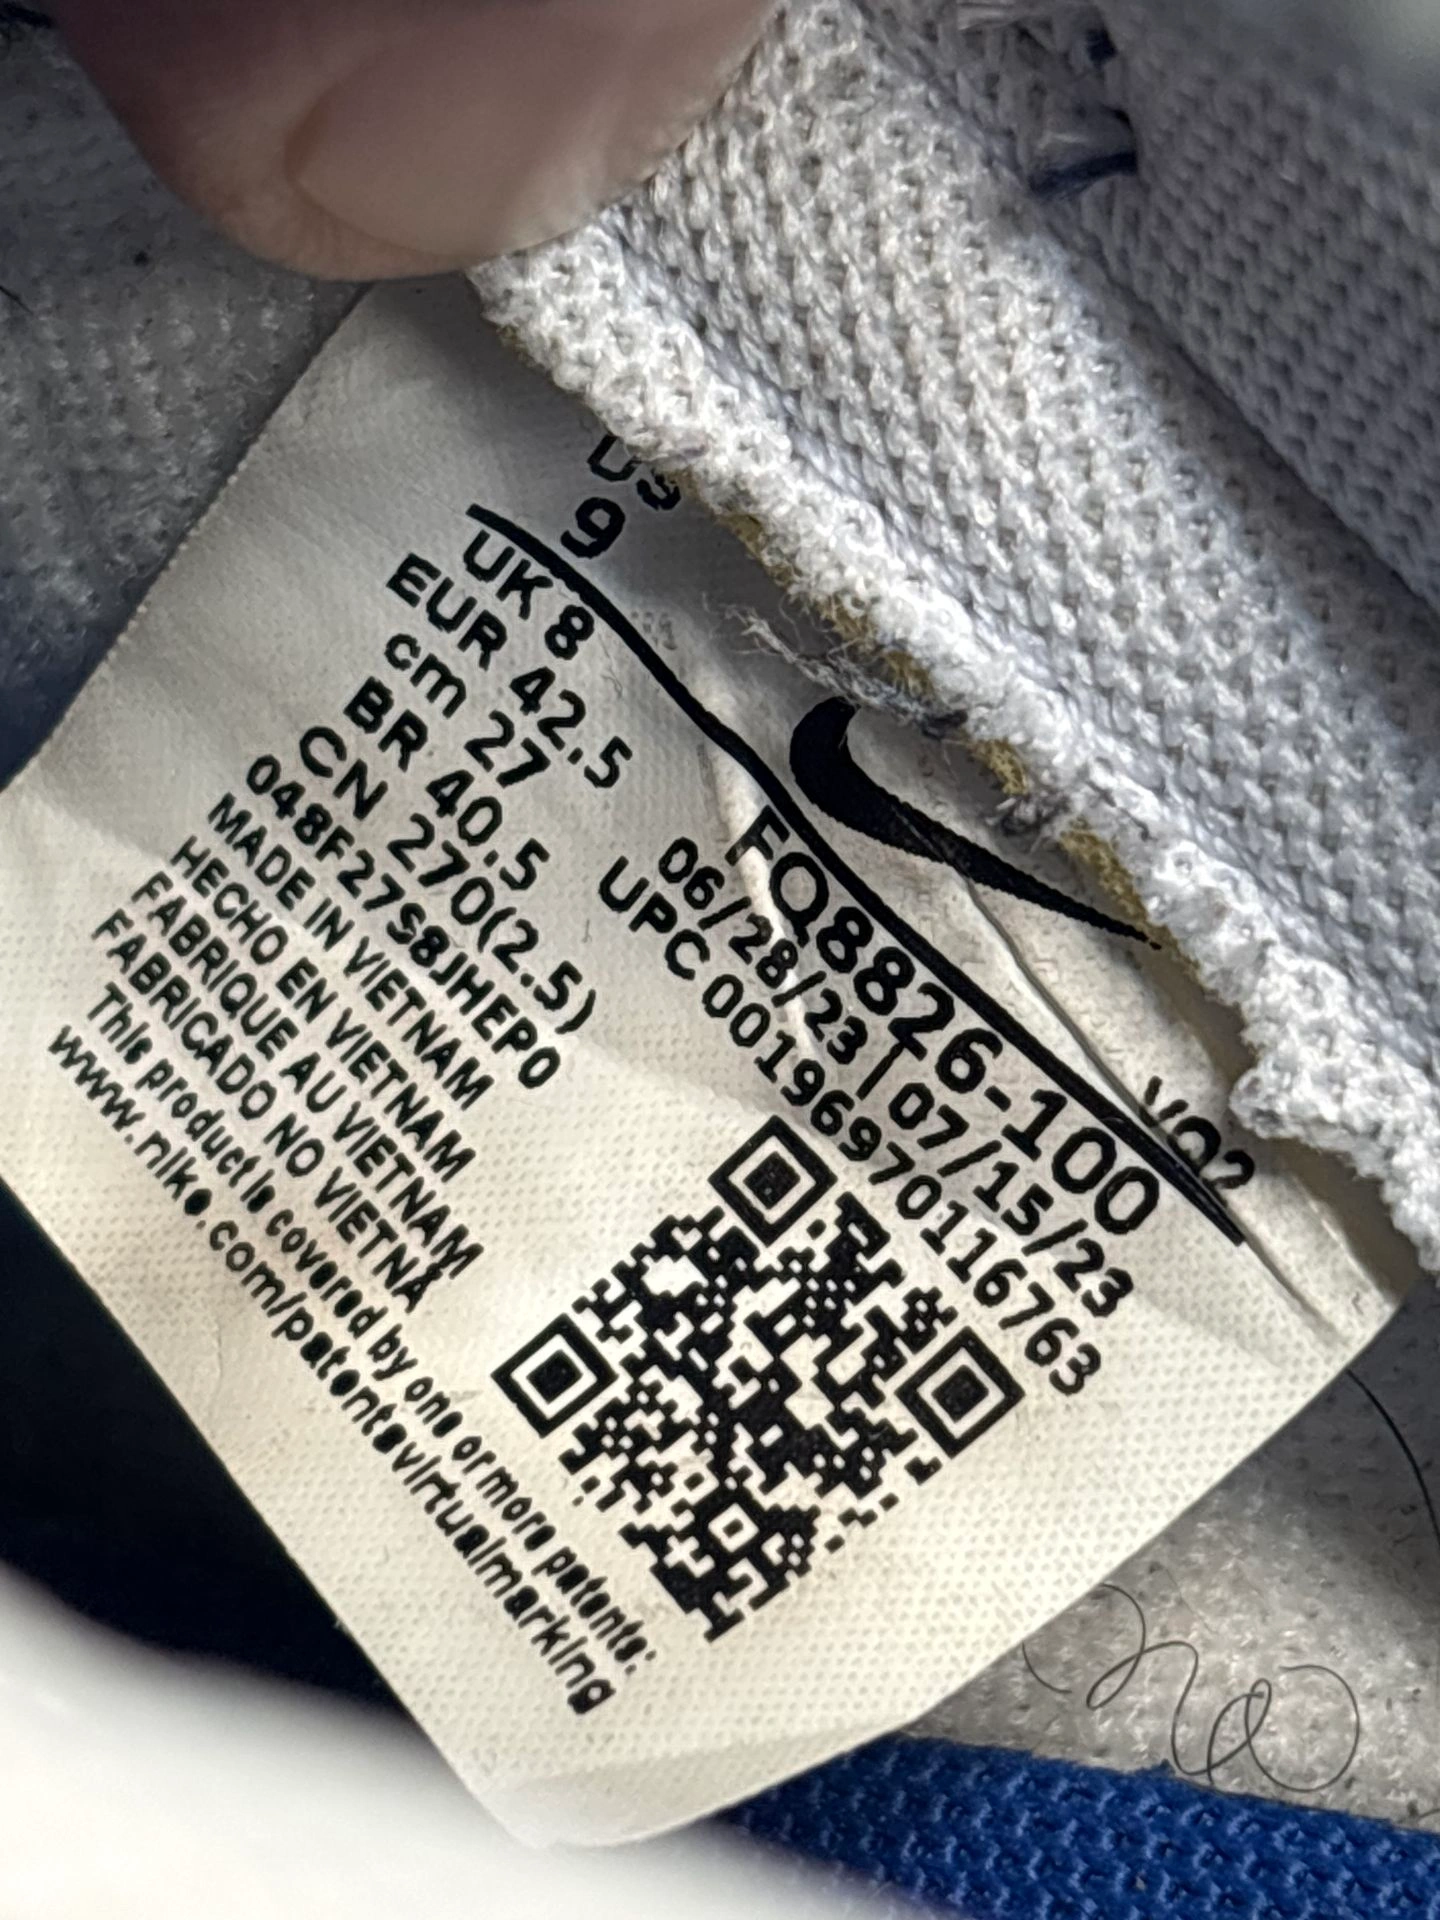 US
9
UK 8
EUR 42.5
cm 27
BR 40.5
CN 270(2.5)
048F27S8JHEP0
MADE IN VIETNAM
HECHO EN VIETNAM
FABRIQUE AU VIETNAM
FABRICADO NO VIETNÃ
This product is covered by one or more patents:
www.nike.com/patentsvirtualmarking
VQ2
FQ8826-100
06/28/23 | 07/15/23
UPC 00196970116763